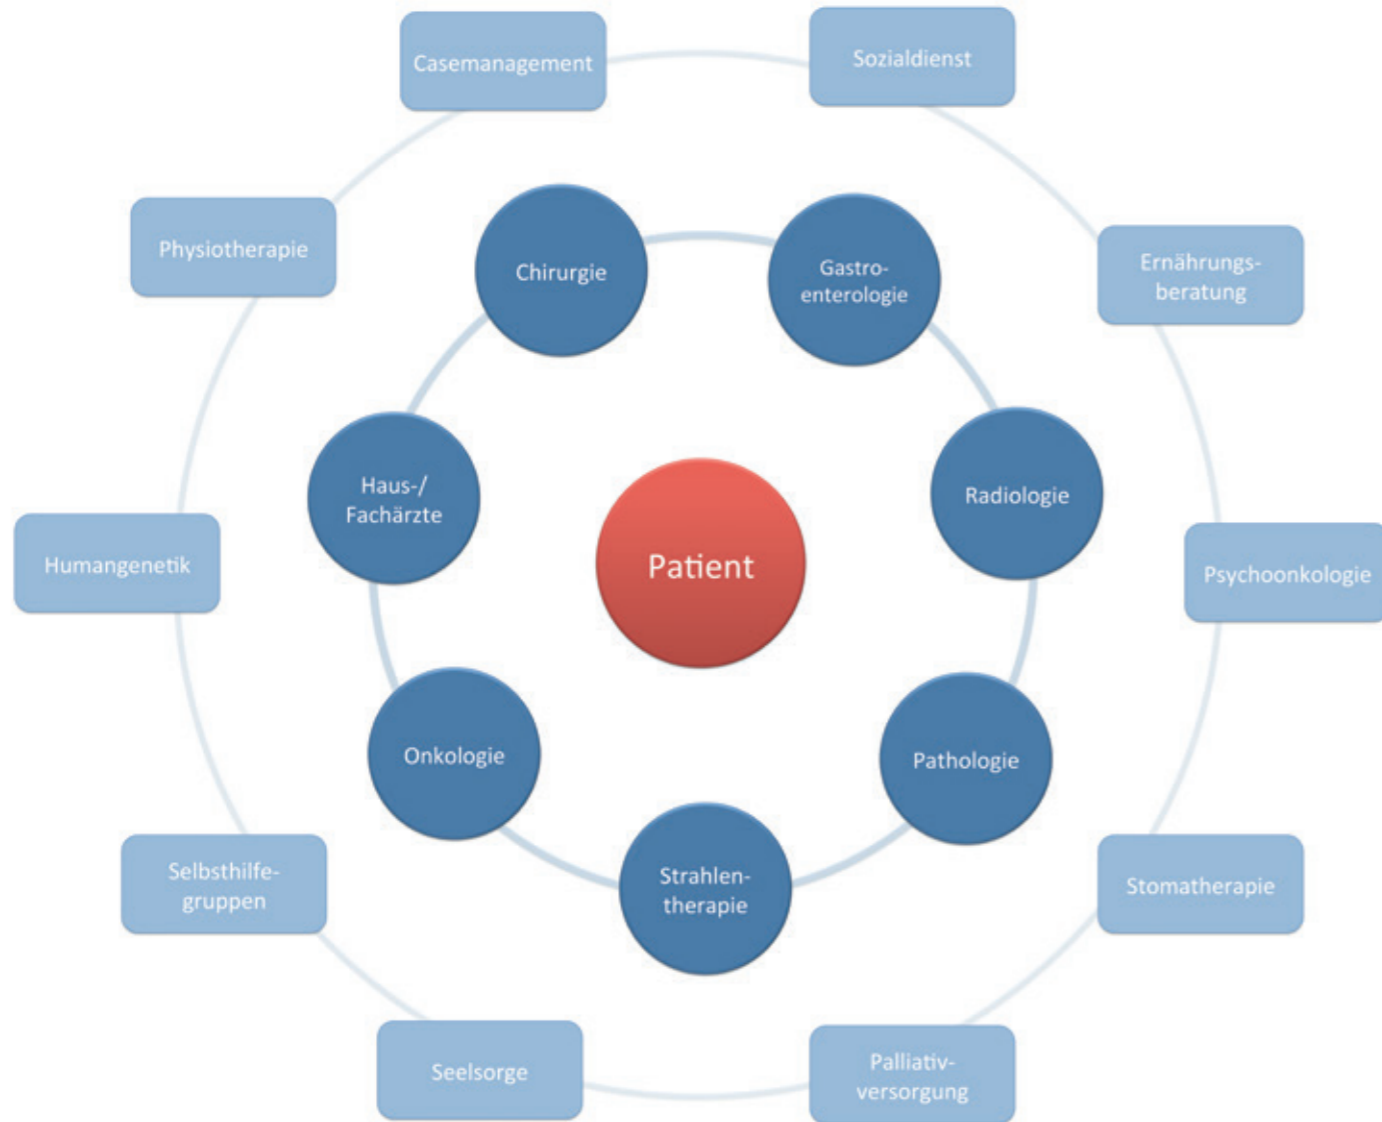 Casemanagement
Sozialdienst
Physiotherapie
Chirurgie
Gastro-
enterologie
Ernährungs-
beratung
Haus-/
Fachärzte
Radiologie
Humangenetik
Patient
Psychoonkologie
Onkologie
Pathologie
Selbsthilfe-
gruppen
Strahlen-
therapie
Stomatherapie
Seelsorge
Palliativ-
versorgung